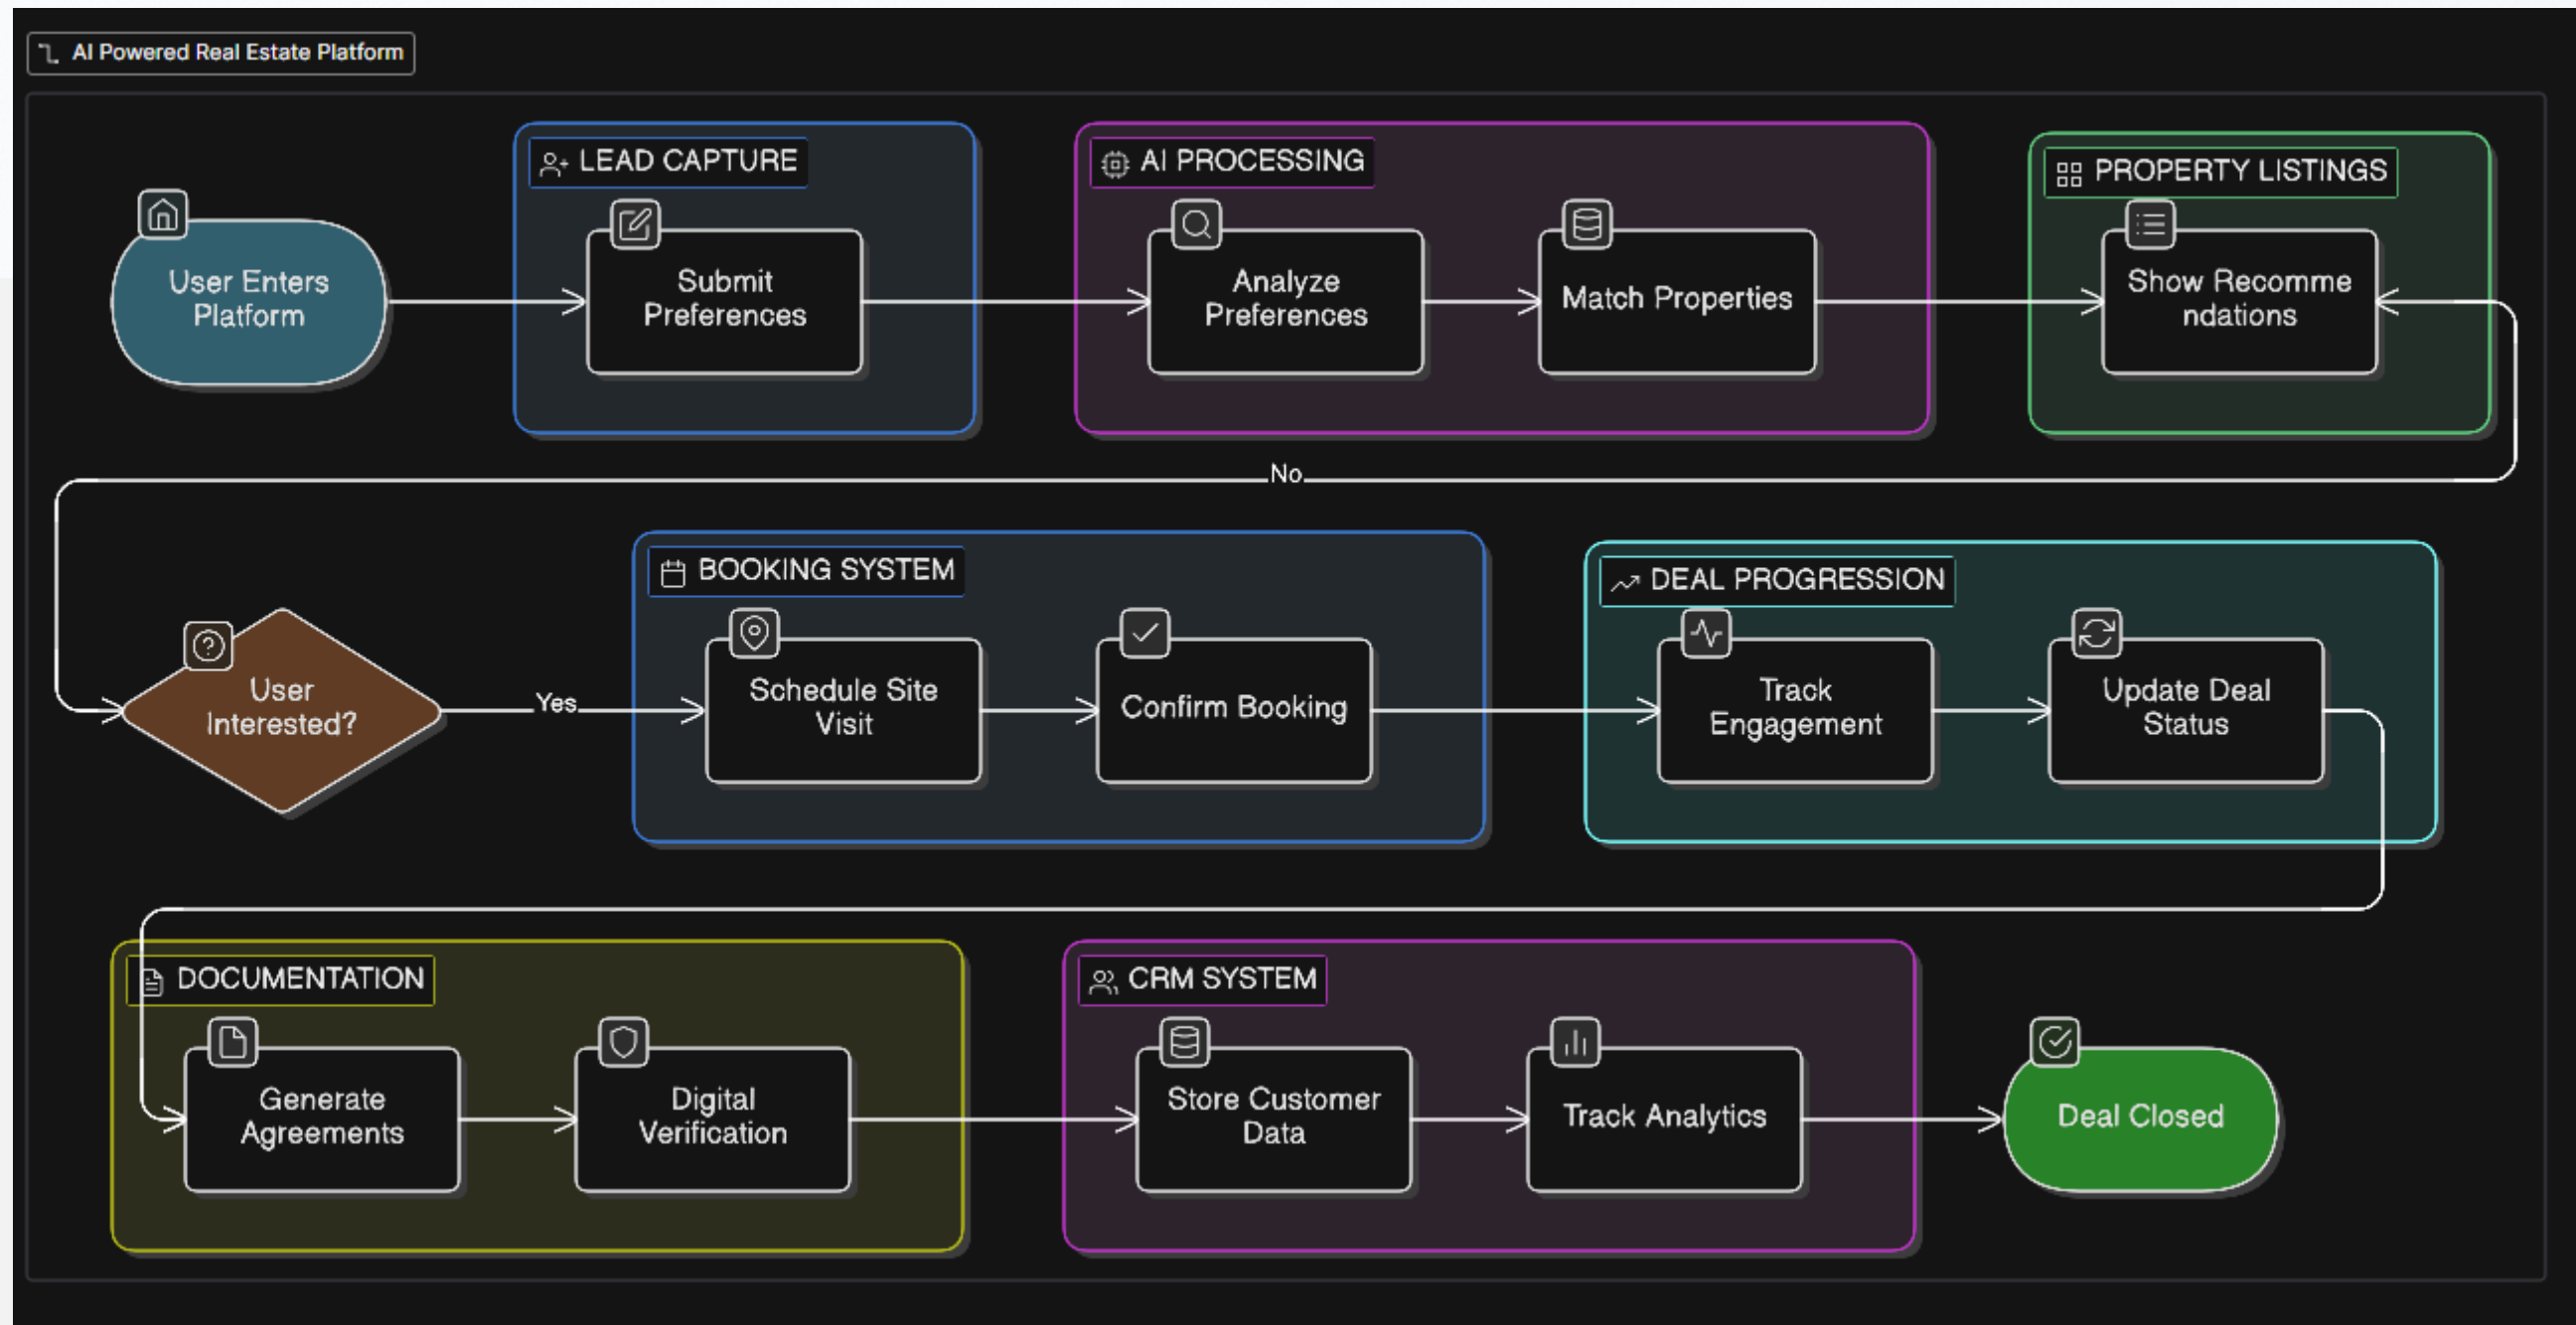 AI Powered Real Estate Platform
LEAD CAPTURE
AI PROCESSING
PROPERTY LISTINGS
User Enters
Platform
Submit
Preferences
Analyze
Preferences
Match Properties
Show Recomme
ndations
No
BOOKING SYSTEM
DEAL PROGRESSION
User
Interested?
Yes
Schedule Site
Visit
Confirm Booking
Track
Engagement
Update Deal
Status
DOCUMENTATION
CRM SYSTEM
Generate
Agreements
Digital
Verification
Store Customer
Data
Track Analytics
Deal Closed